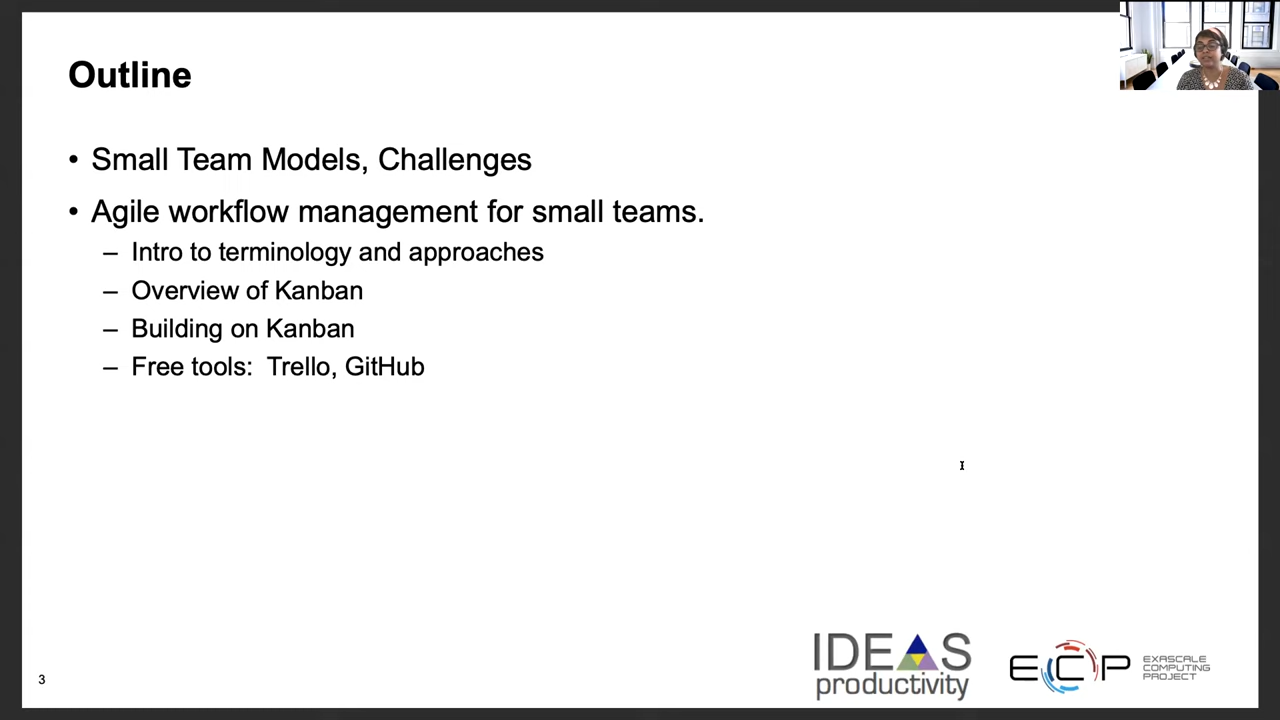 Outline
• Small Team Models, Challenges
• Agile workflow management for small teams.
– Intro to terminology and approaches
– Overview of Kanban
– Building on Kanban
– Free tools:  Trello, GitHub
3
IDEAS
productivity
ECP
EXASCALE
COMPUTING
PROJECT